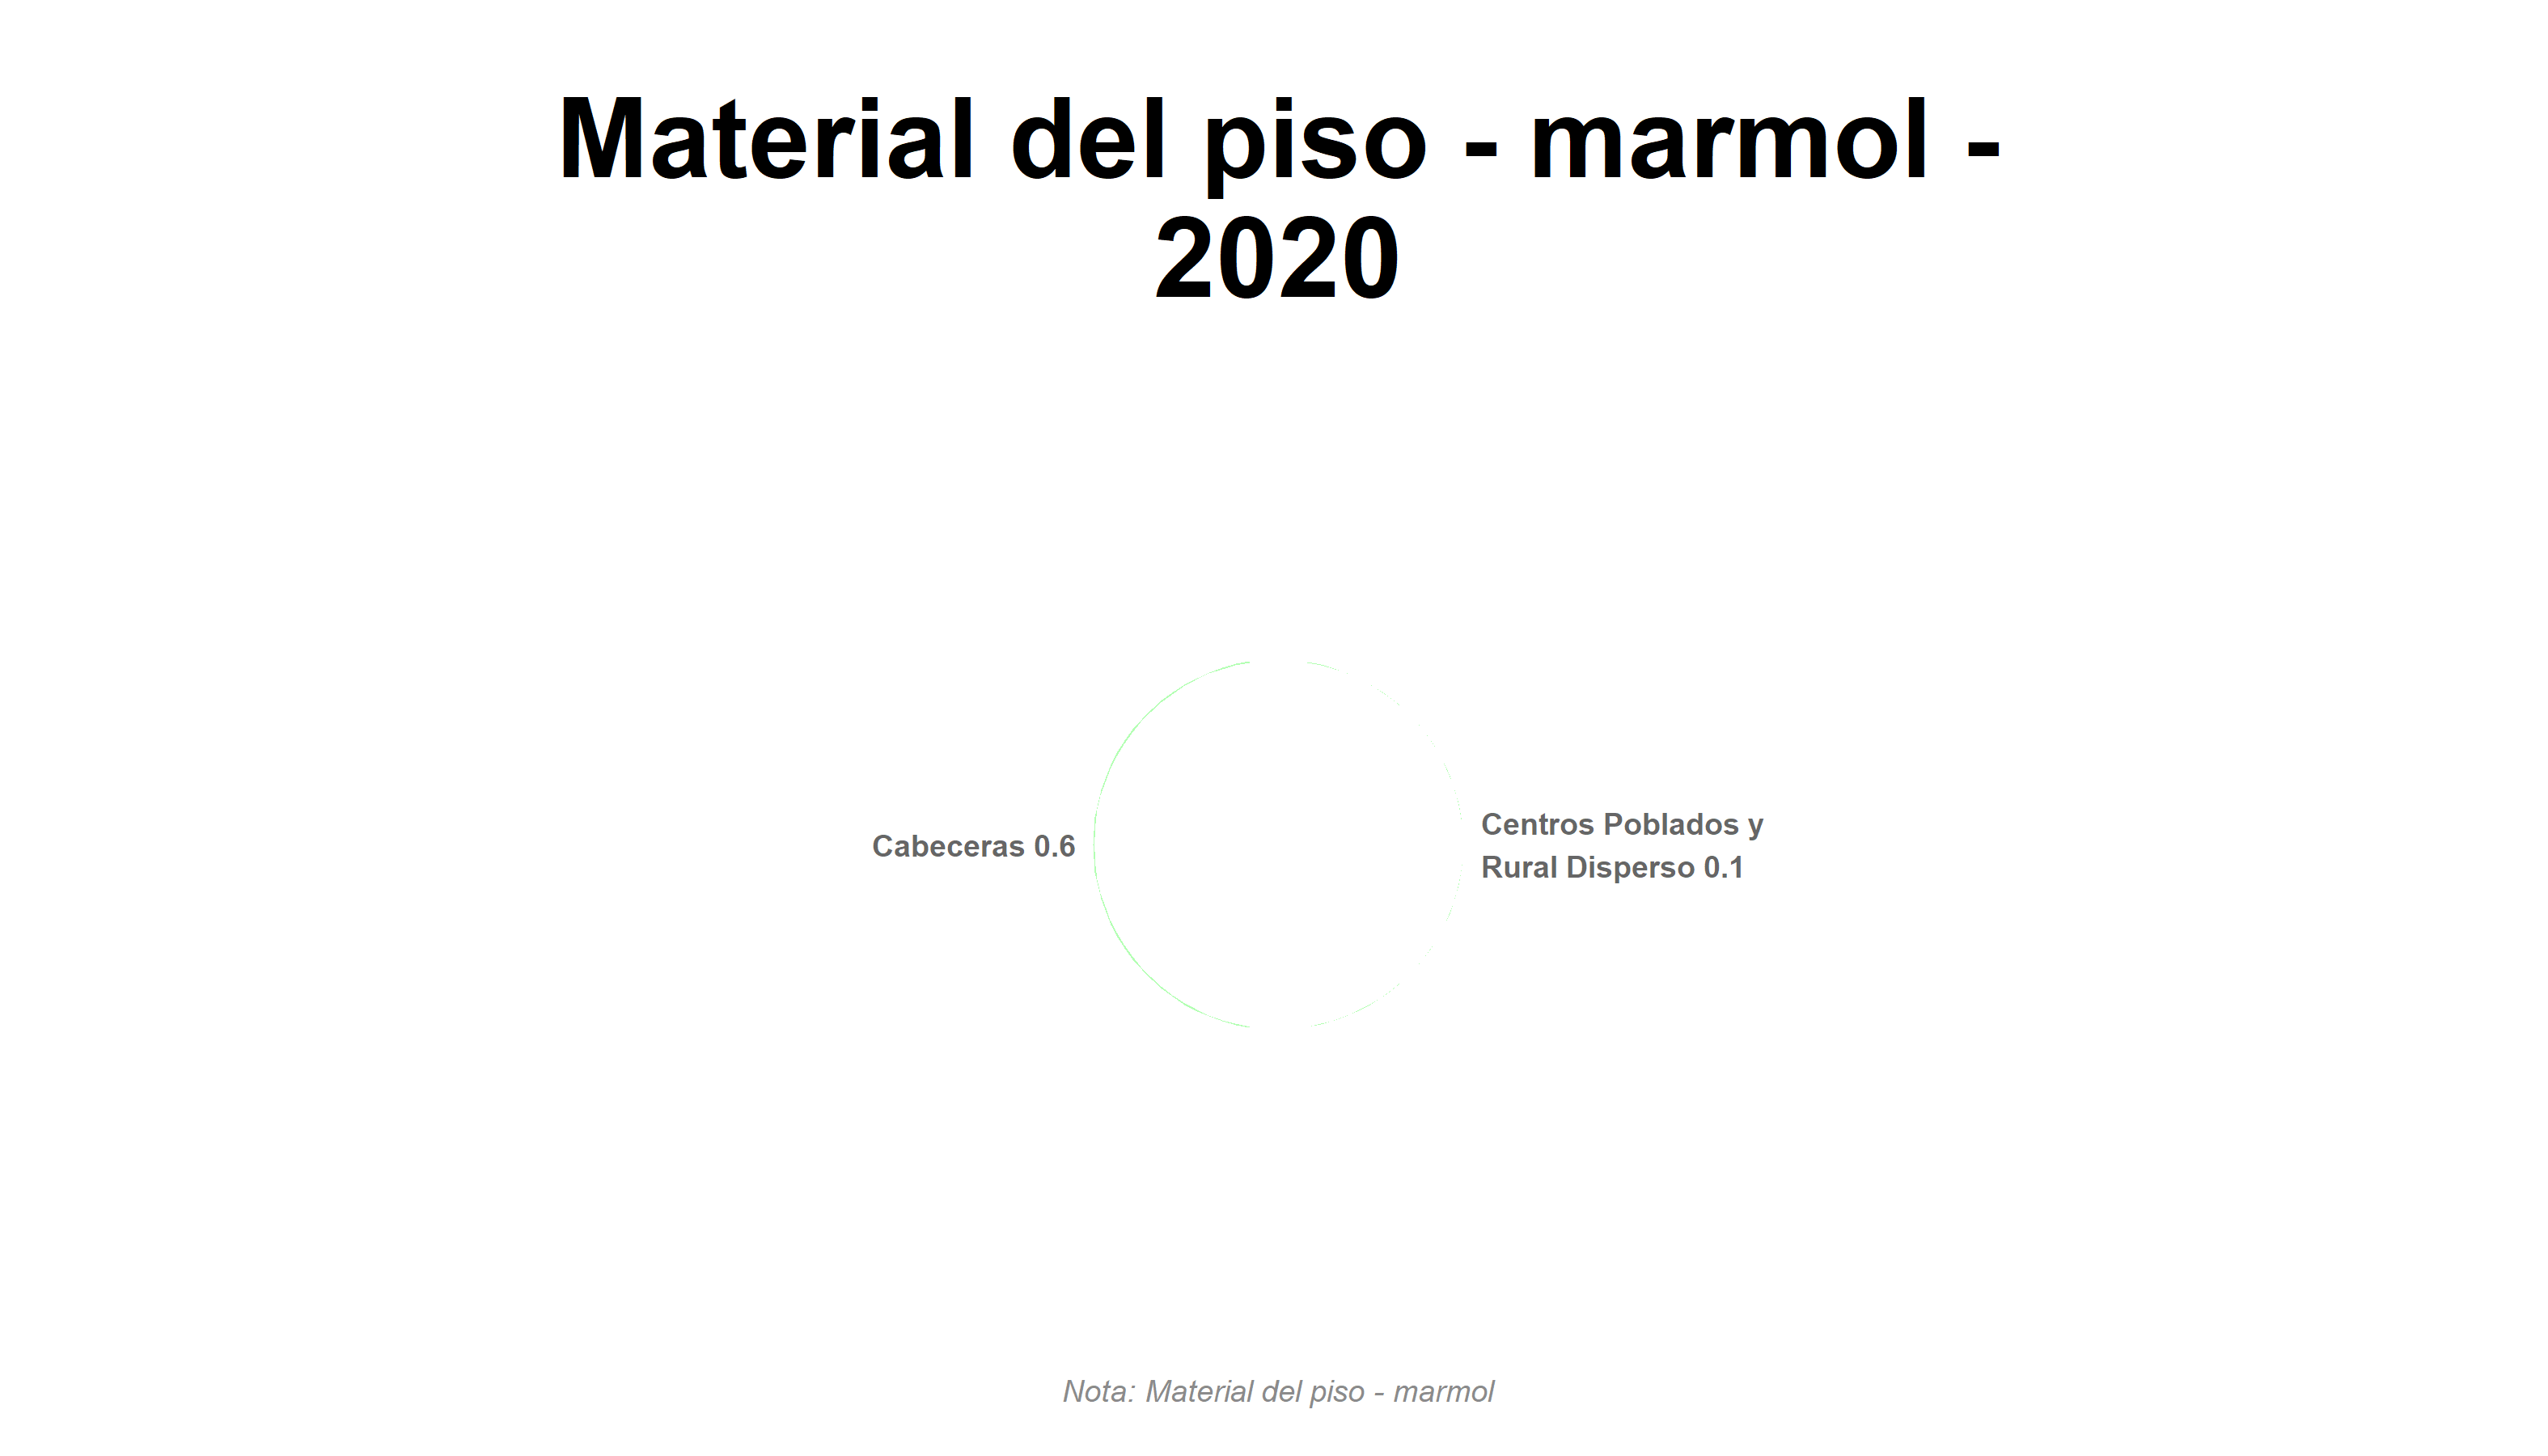 Material del piso - marmol -
2020
Cabeceras 0.6
Centros Poblados y
Rural Disperso 0.1
Nota: Material del piso - marmol